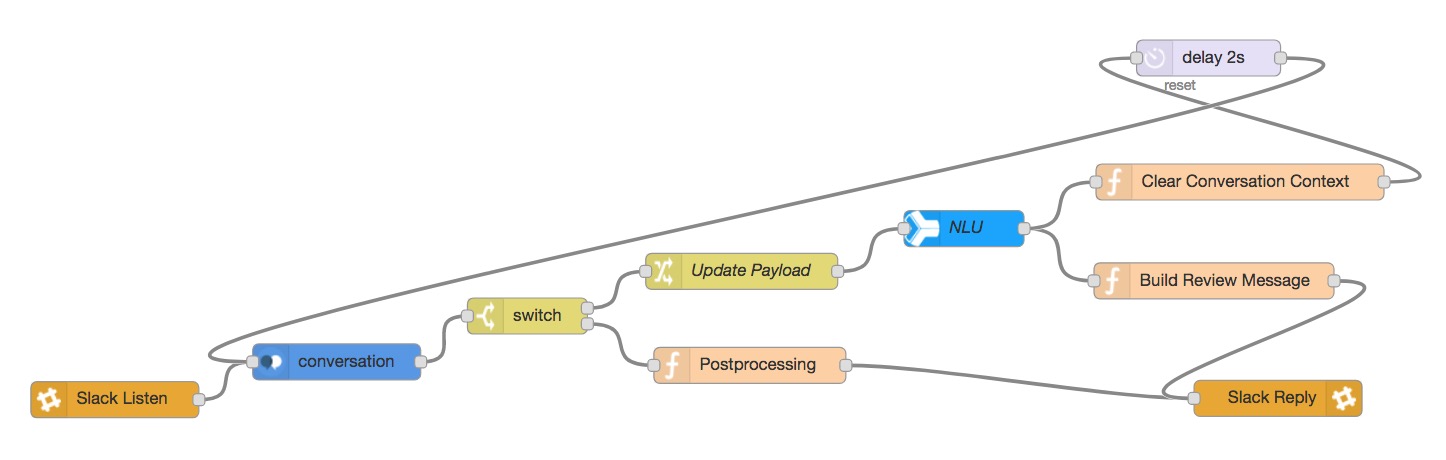 delay 2s
reset
Clear Conversation Context
NLU
Update Payload
Build Review Message
switch
conversation
Postprocessing
Slack Listen
Slack Reply